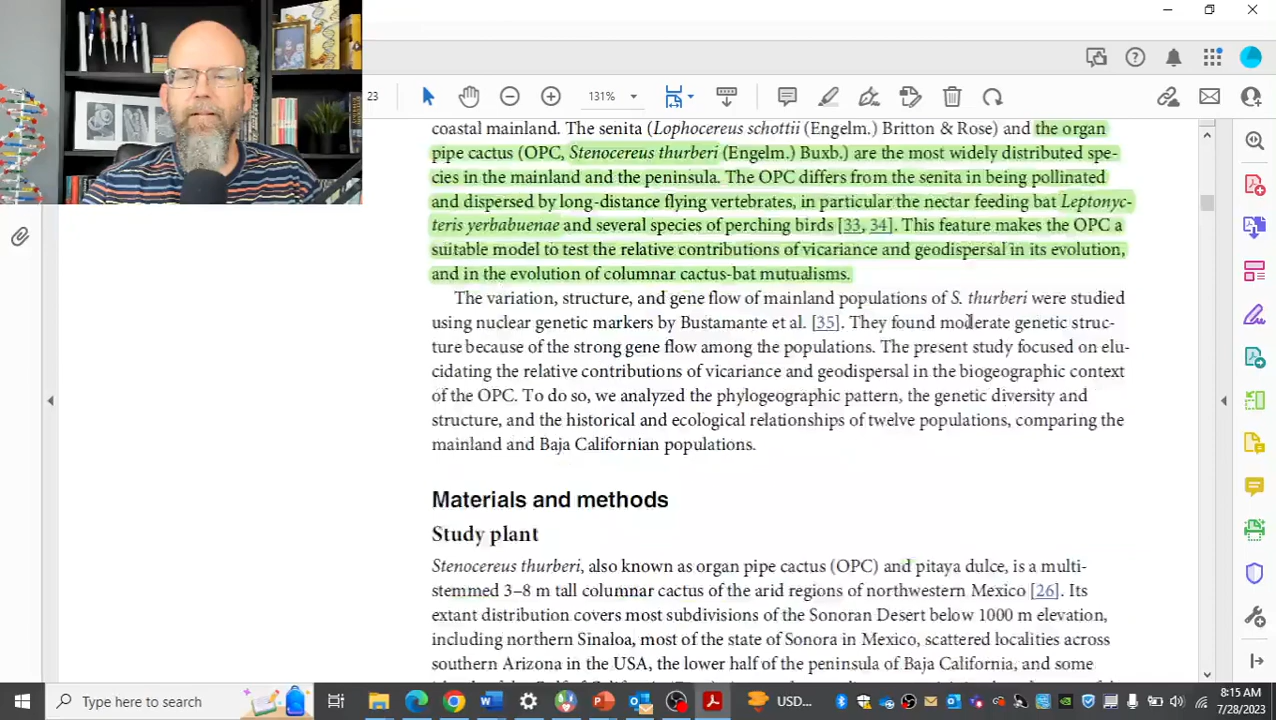 23
131%
coastal mainland. The senita (Lophocereus schottii (Engelm.) Britton & Rose) and the organ
pipe cactus (OPC, Stenocereus thurberi (Engelm.) Buxb.) are the most widely distributed spe-
cies in the mainland and the peninsula. The OPC differs from the senita in being pollinated
and dispersed by long-distance flying vertebrates, in particular the nectar feeding bat Leptonyc-
teris yerbabuenae and several species of perching birds [33, 34]. This feature makes the OPC a
suitable model to test the relative contributions of vicariance and geodispersal in its evolution,
and in the evolution of columnar cactus-bat mutualisms.
The variation, structure, and gene flow of mainland populations of S. thurberi were studied
using nuclear genetic markers by Bustamante et al. [35]. They found moderate genetic struc-
ture because of the strong gene flow among the populations. The present study focused on elu-
cidating the relative contributions of vicariance and geodispersal in the biogeographic context
of the OPC. To do so, we analyzed the phylogeographic pattern, the genetic diversity and
structure, and the historical and ecological relationships of twelve populations, comparing the
mainland and Baja Californian populations.
Materials and methods
Study plant
Stenocereus thurberi, also known as organ pipe cactus (OPC) and pitaya dulce, is a multi-
stemmed 3–8 m tall columnar cactus of the arid regions of northwestern Mexico [26]. Its
extant distribution covers most subdivisions of the Sonoran Desert below 1000 m elevation,
including northern Sinaloa, most of the state of Sonora in Mexico, scattered localities across
southern Arizona in the USA, the lower half of the peninsula of Baja California, and some
Type here to search
USD...
8:15 AM
7/28/2023